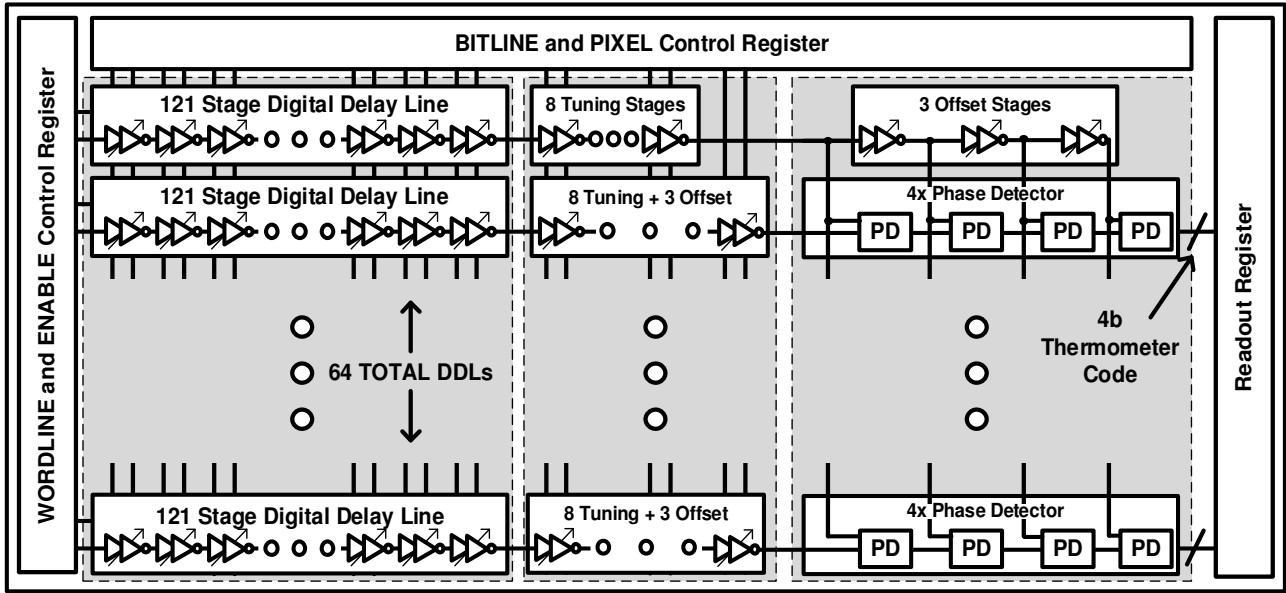 BITLINE and PIXEL Control Register
WORDLINE and ENABLE Control Register
121 Stage Digital Delay Line
8 Tuning Stages
3 Offset Stages
121 Stage Digital Delay Line
8 Tuning + 3 Offset
4x Phase Detector
PD PD PD PD
64 TOTAL DDLs
4b
Thermometer
Code
Readout Register
121 Stage Digital Delay Line
8 Tuning + 3 Offset
4x Phase Detector
PD PD PD PD